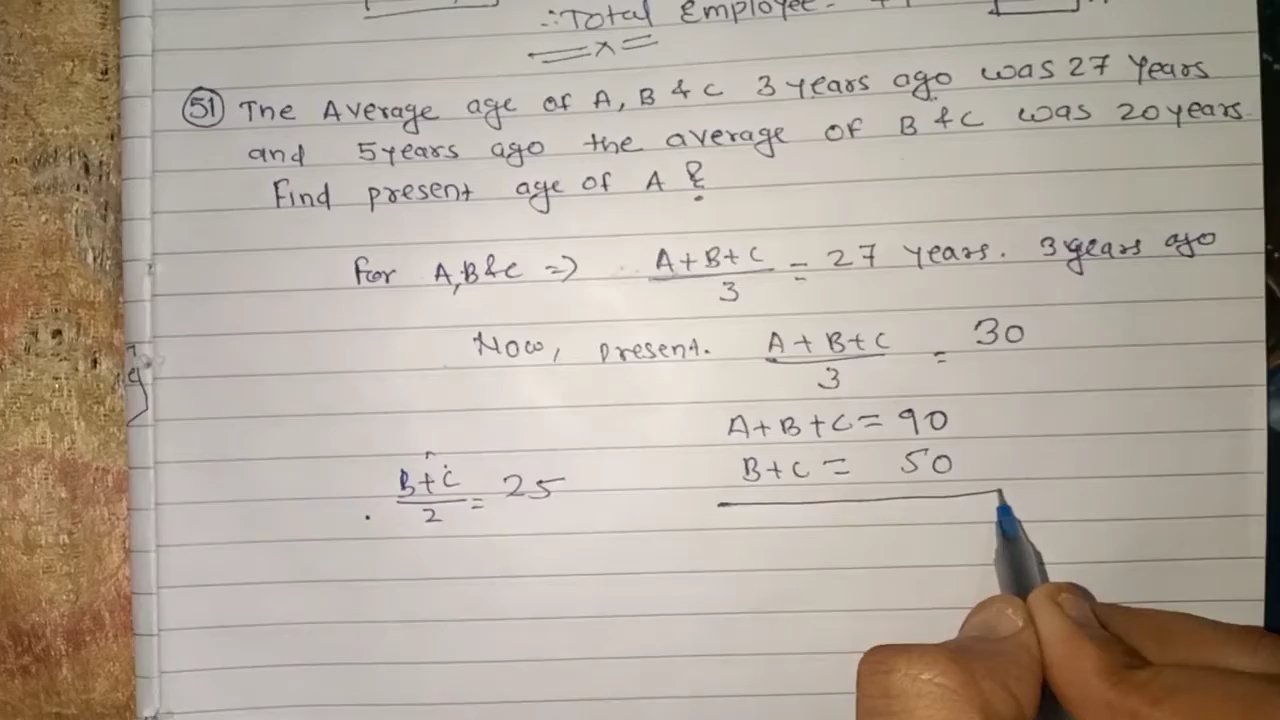 ∴Total Employee -
= x =
51 The Average age of A, B & C 3 years ago was 27 Years
and 5 years ago the average of B & C was 20 years.
Find present age of A ?
For A, B & C => A+B+C / 3 = 27 years. 3 years ago
Now, present. A+B+C / 3 = 30
A+B+C = 90
B+C = 50
B+C / 2 = 25